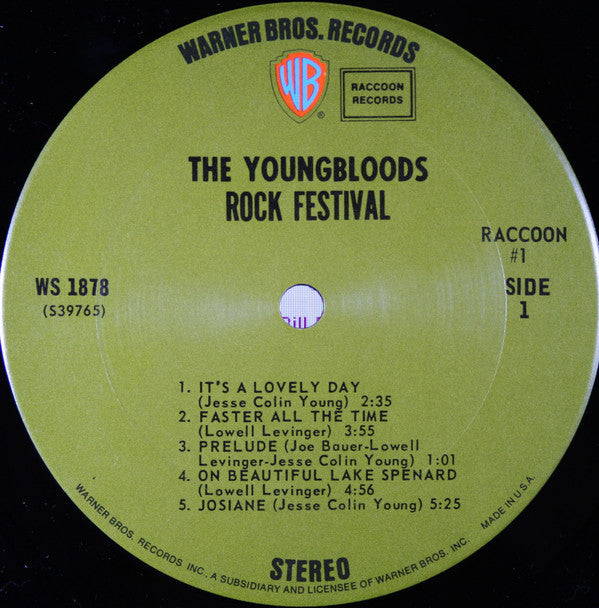 WARNER BROS. RECORDS
WB
®
RACCOON
RECORDS
THE YOUNGBLOODS
ROCK FESTIVAL
RACCOON
#1
WS 1878
(S39765)
SIDE
1
Bill
1. IT'S A LOVELY DAY
(Jesse Colin Young) 2:35
2. FASTER ALL THE TIME
(Lowell Levinger) 3:55
3. PRELUDE (Joe Bauer-Lowell
Levinger-Jesse Colin Young) 1:01
4. ON BEAUTIFUL LAKE SPENARD
(Lowell Levinger) 4:56
5. JOSIANE (Jesse Colin Young) 5:25
STEREO
WARNER BROS. RECORDS INC., A SUBSIDIARY AND LICENSEE OF WARNER BROS. INC. MADE IN U.S.A.